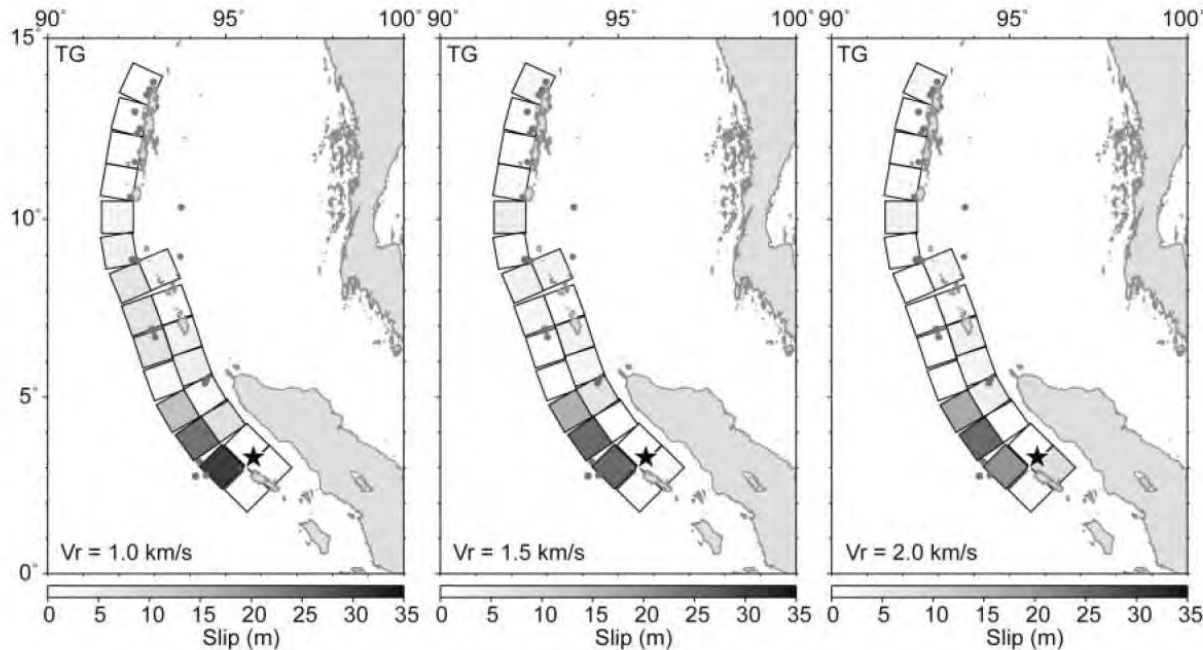 90° 95° 100° 90° 95° 100° 90° 95° 100°
15° TG TG TG
10°
5°
0° Vr = 1.0 km/s Vr = 1.5 km/s Vr = 2.0 km/s
0 5 10 15 20 25 30 35 0 5 10 15 20 25 30 35 0 5 10 15 20 25 30 35
Slip (m) Slip (m) Slip (m)